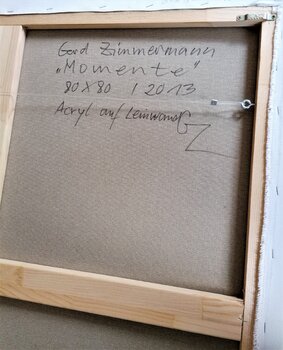 Gerd Zimmermann
„Momente"
80x80 / 2013
Acryl auf Leinwand
GZ